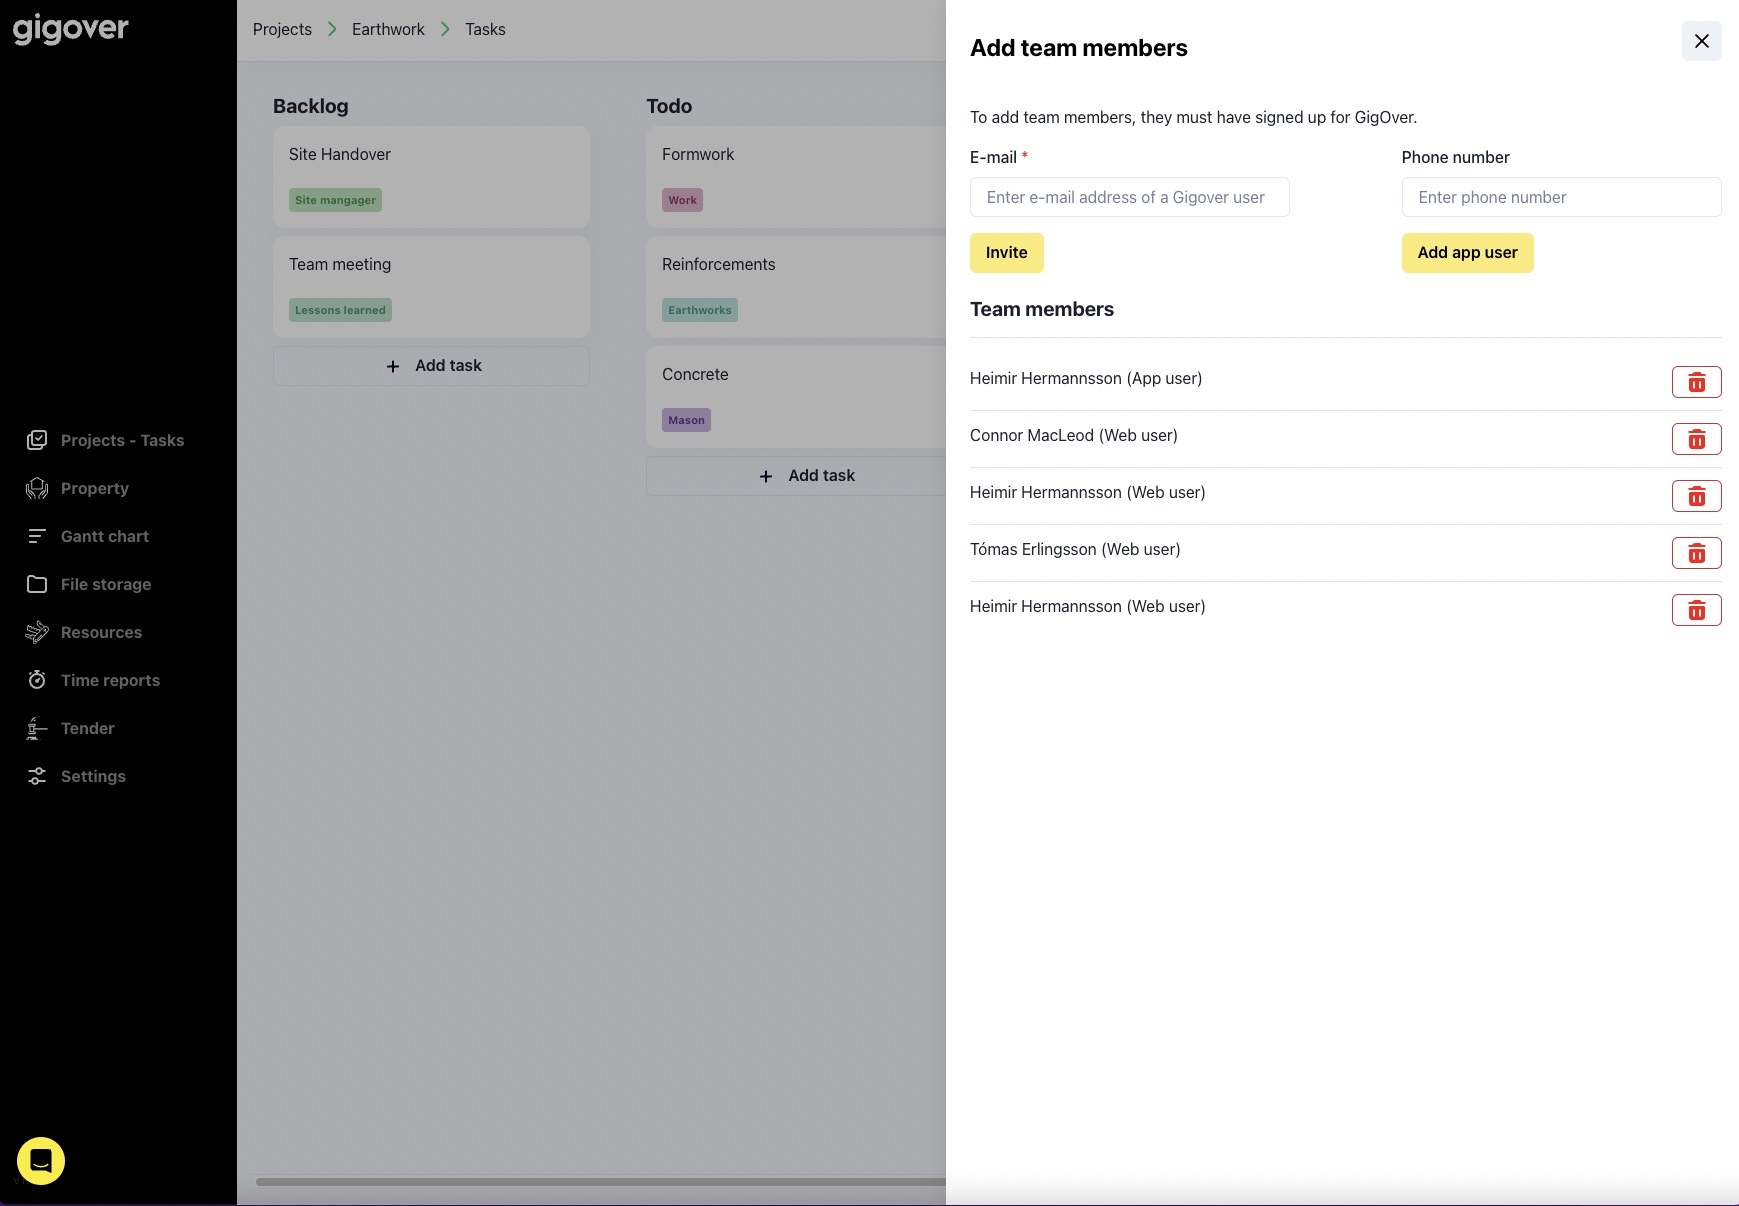 gigover
Projects
Earthwork
Tasks
Projects - Tasks
Property
Gantt chart
File storage
Resources
Time reports
Tender
Settings
Backlog
Site Handover
Site mangager
Team meeting
Lessons learned
+ Add task
Todo
Formwork
Work
Reinforcements
Earthworks
Concrete
Mason
+ Add task
Add team members
To add team members, they must have signed up for GigOver.
E-mail *
Enter e-mail address of a Gigover user
Invite
Phone number
Enter phone number
Add app user
Team members
Heimir Hermannsson (App user)
Connor MacLeod (Web user)
Heimir Hermannsson (Web user)
Tómas Erlingsson (Web user)
Heimir Hermannsson (Web user)